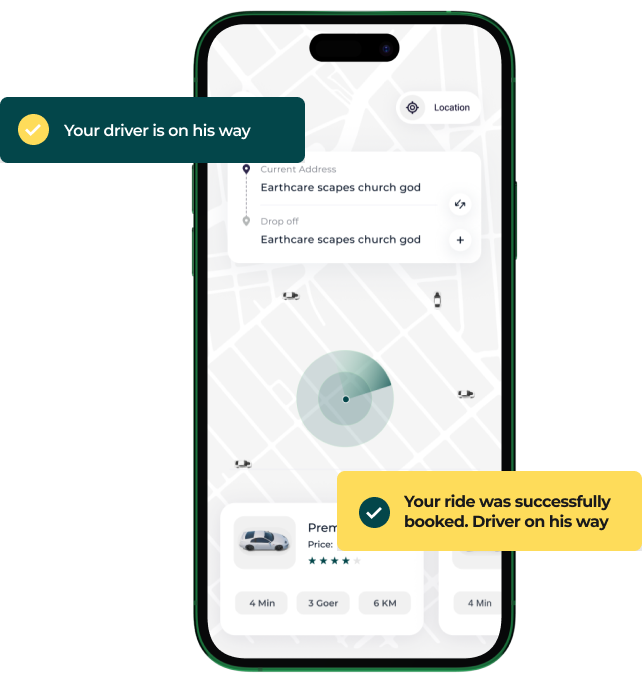 Location
Your driver is on his way
Current Address
Earthcare scapes church god
Drop off
Earthcare scapes church god
Your ride was successfully
booked. Driver on his way
Prem
Price:
4 Min
3 Goer
6 KM
4 Min